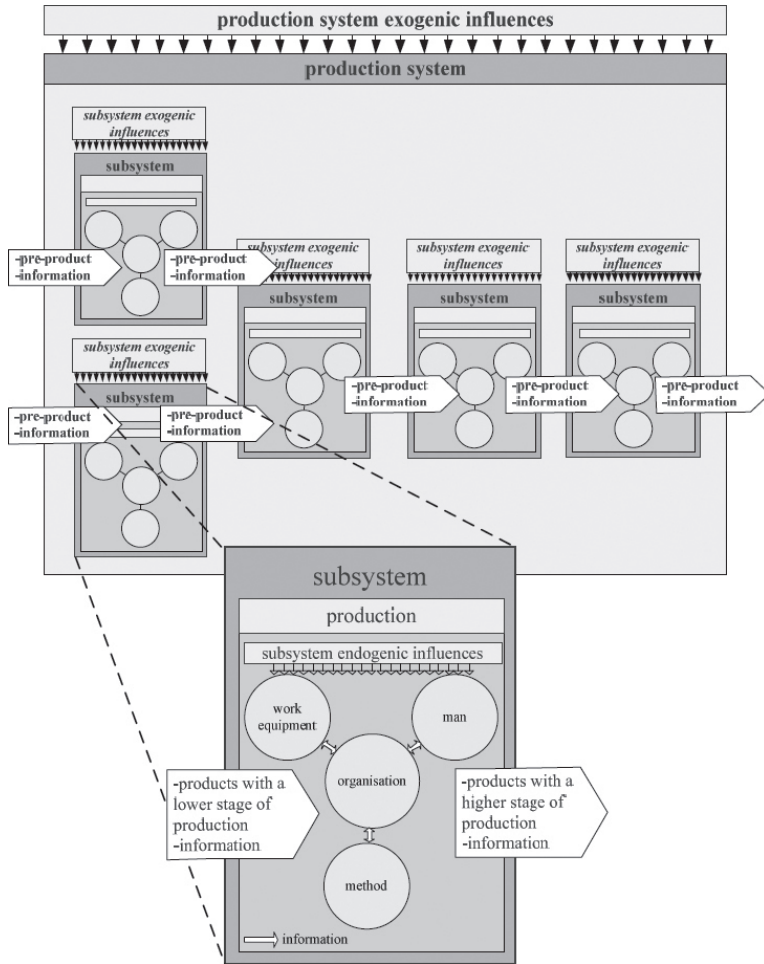 production system exogenic influences
production system
subsystem exogenic
influences
subsystem
-pre-product
-information
-pre-product
-information
subsystem exogenic
influences
subsystem
subsystem exogenic
influences
subsystem
-pre-product
-information
subsystem exogenic
influences
subsystem
-pre-product
-information
-pre-product
-information
subsystem exogenic
influences
subsystem
-pre-product
-information
-pre-product
-information
subsystem
production
subsystem endogenic influences
work
equipment
man
organisation
-products with a
lower stage of
production
-information
-products with a
higher stage of
production
-information
method
information